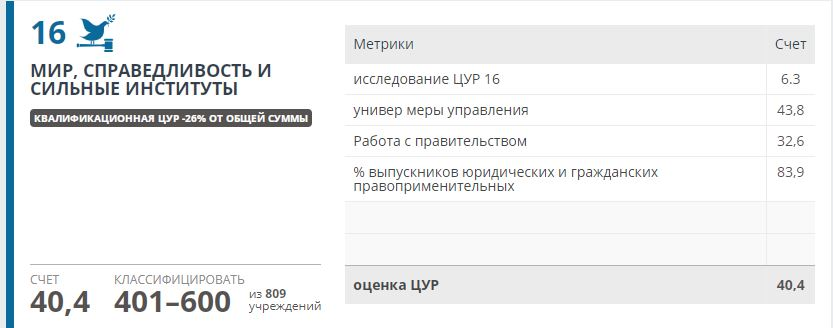 16
МИР, СПРАВЕДЛИВОСТЬ И
СИЛЬНЫЕ ИНСТИТУТЫ
КВАЛИФИКАЦИОННАЯ ЦУР -26% ОТ ОБЩЕЙ СУММЫ
СЧЕТ
40,4
КЛАССИФИЦИРОВАТЬ
401–600
из 809
учреждений
Метрики Счет
исследование ЦУР 16 6.3
универ меры управления 43,8
Работа с правительством 32,6
% выпускников юридических и гражданских
правоприменительных 83,9
оценка ЦУР 40,4